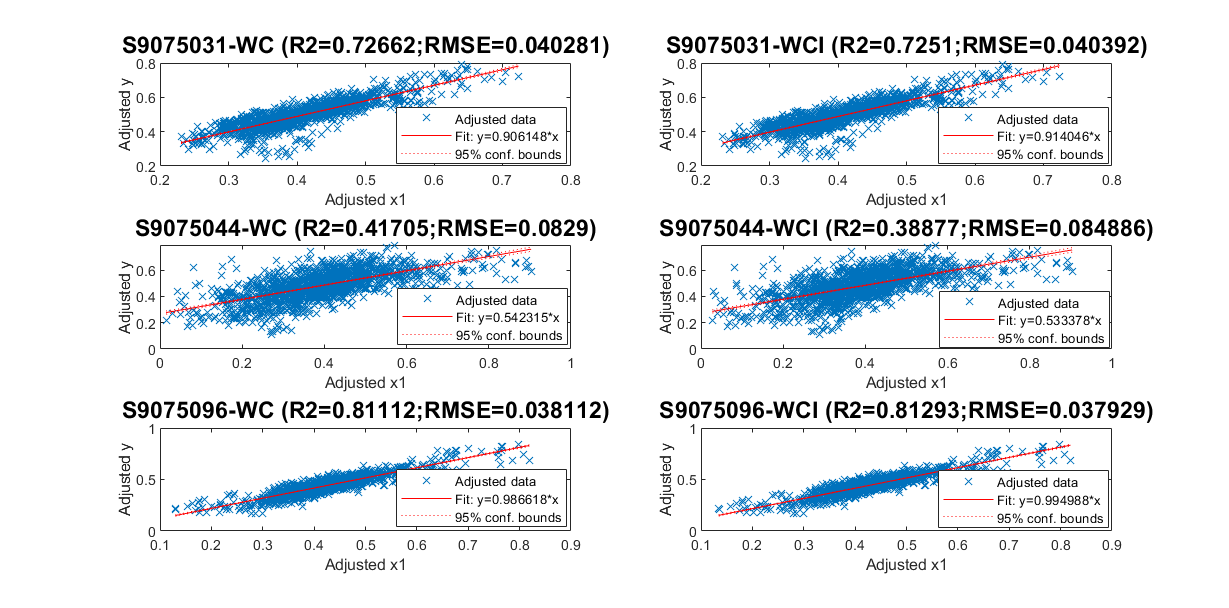 S9075031-WC (R2=0.72662;RMSE=0.040281)
0.8
0.6
0.4
0.2
Adjusted y
Adjusted data
Fit: y=0.906148*x
95% conf. bounds
0.2 0.3 0.4 0.5 0.6 0.7 0.8
Adjusted x1
S9075031-WCI (R2=0.7251;RMSE=0.040392)
0.8
0.6
0.4
0.2
Adjusted y
Adjusted data
Fit: y=0.914046*x
95% conf. bounds
0.2 0.3 0.4 0.5 0.6 0.7 0.8
Adjusted x1
S9075044-WC (R2=0.41705;RMSE=0.0829)
0.6
0.4
0.2
0
Adjusted y
Adjusted data
Fit: y=0.542315*x
95% conf. bounds
0 0.2 0.4 0.6 0.8 1
Adjusted x1
S9075044-WCI (R2=0.38877;RMSE=0.084886)
0.6
0.4
0.2
0
Adjusted y
Adjusted data
Fit: y=0.533378*x
95% conf. bounds
0 0.2 0.4 0.6 0.8 1
Adjusted x1
S9075096-WC (R2=0.81112;RMSE=0.038112)
1
0.5
0
Adjusted y
Adjusted data
Fit: y=0.986618*x
95% conf. bounds
0.1 0.2 0.3 0.4 0.5 0.6 0.7 0.8 0.9
Adjusted x1
S9075096-WCI (R2=0.81293;RMSE=0.037929)
1
0.5
0
Adjusted y
Adjusted data
Fit: y=0.994988*x
95% conf. bounds
0.1 0.2 0.3 0.4 0.5 0.6 0.7 0.8 0.9
Adjusted x1